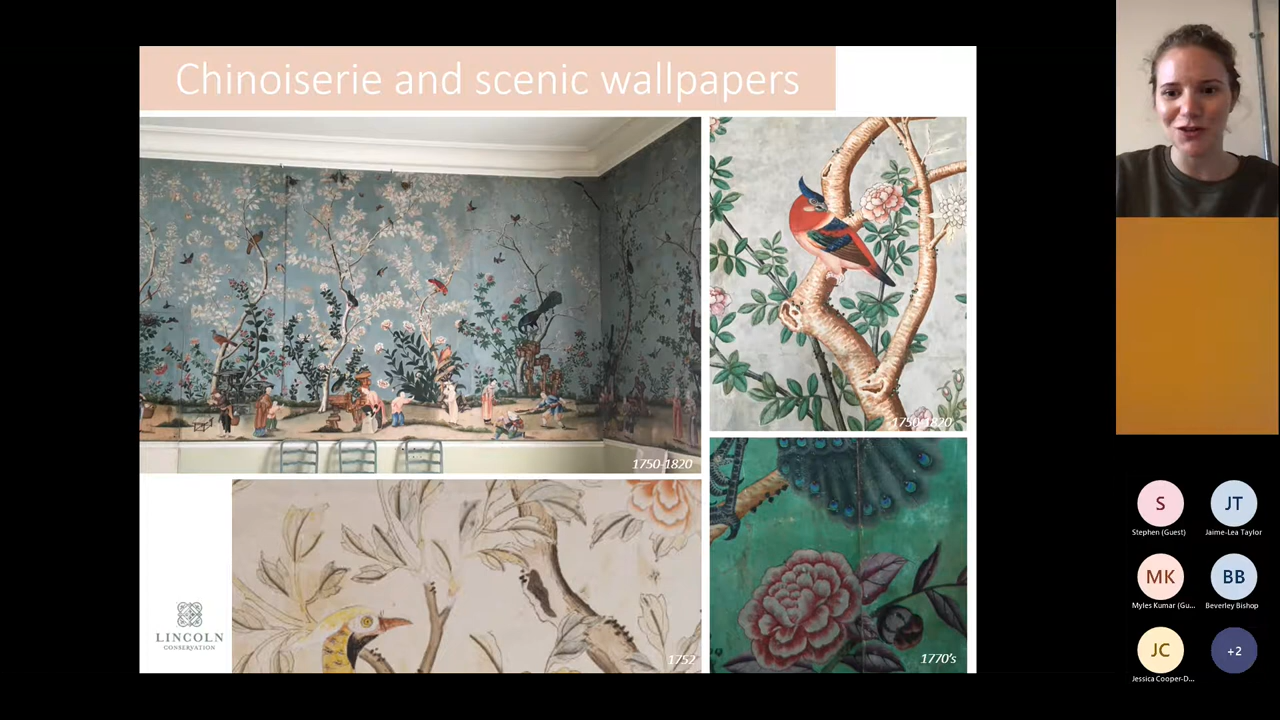 Chinoiserie and scenic wallpapers
1750-1820
1750-1820
1752
1770's
LINCOLN
CONSERVATION
S
Stephen (Guest)
JT
Jaime-Lea Taylor
MK
Myles Kumar (Gu...
BB
Beverley Bishop
JC
Jessica Cooper-D...
+2